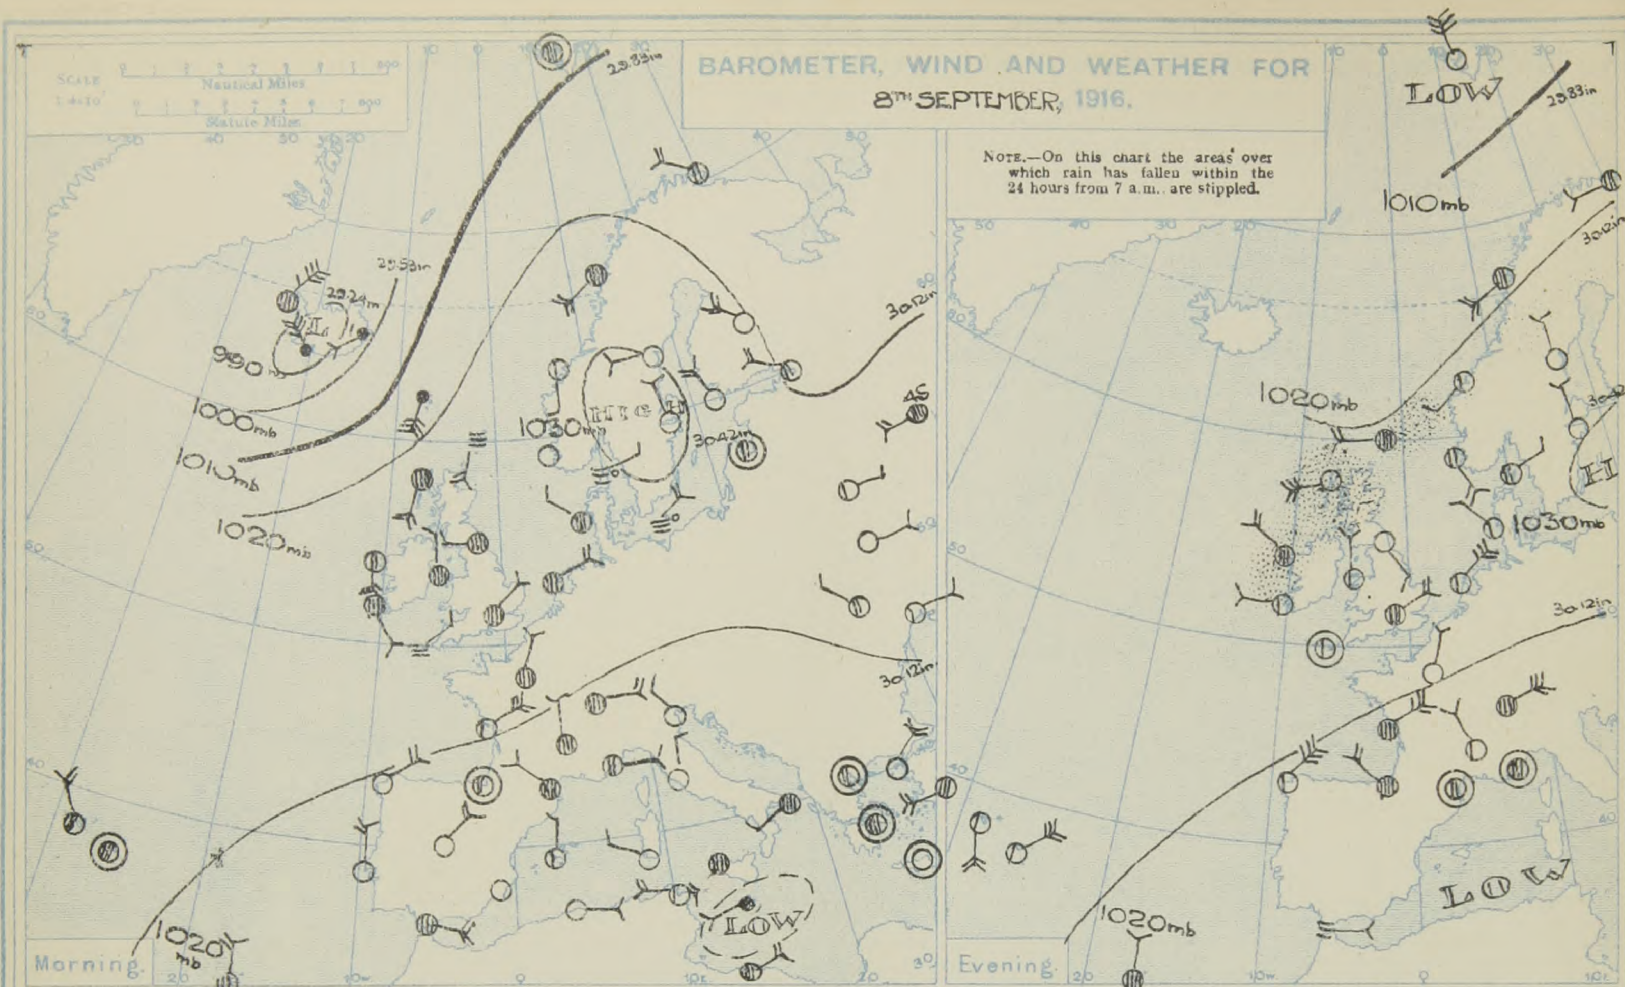 BAROMETER, WIND AND WEATHER FOR
8TH SEPTEMBER, 1916.
SCALE
Nautical Miles
Statute Miles
NOTE.—On this chart the areas over
which rain has fallen within the
24 hours from 7 a.m. are stippled.
29.83in
29.53in
29.24in
L
990
1000mb
1010mb
1020mb
1030mb
HIGH
30.42in
30.12in
30.12in
LOW
1020
mb
Morning.
LOW
29.83in
1010mb
30.12in
1020mb
H
1030mb
30.12in
LOW
1020mb
Evening.